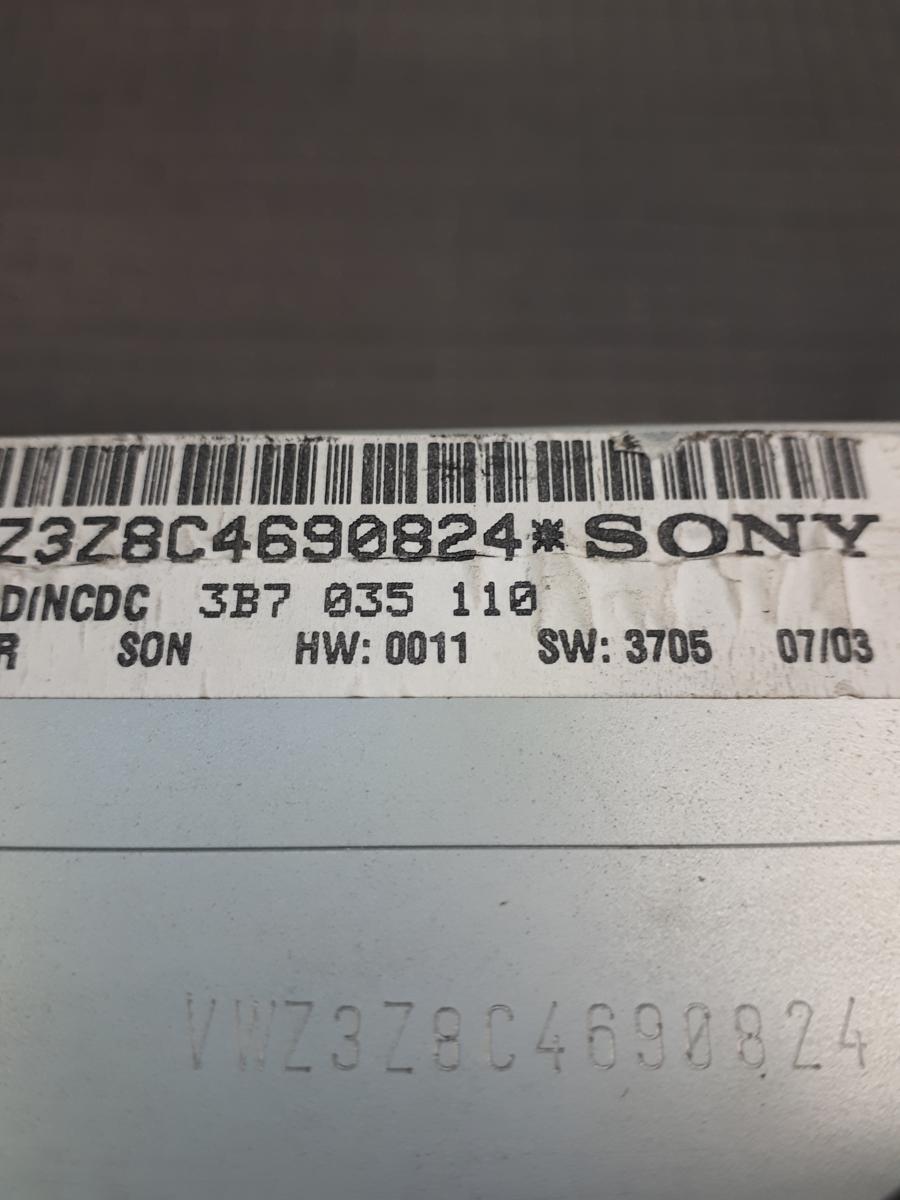 Z3Z8C4690824* SONY
DINCDC 3B7 035 110
R SON HW: 0011 SW: 3705 07/03
VWZ3Z8C4690824